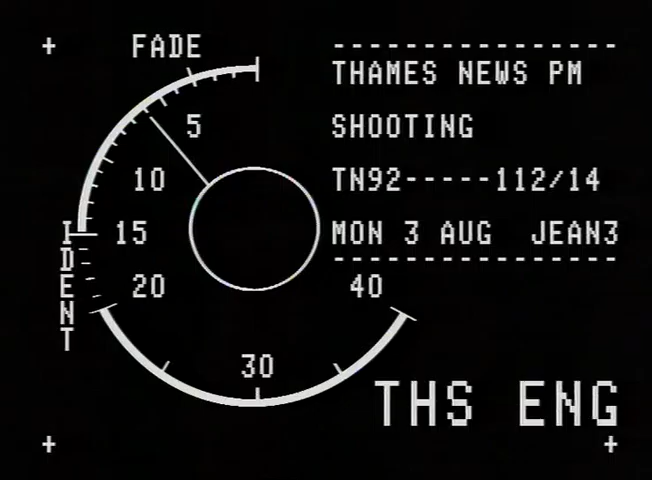 FADE
----------------
THAMES NEWS PM
SHOOTING
TN92-----112/14
MON 3 AUG  JEAN3
----------------
5
10
15
20
30
40
IDENT
THS ENG